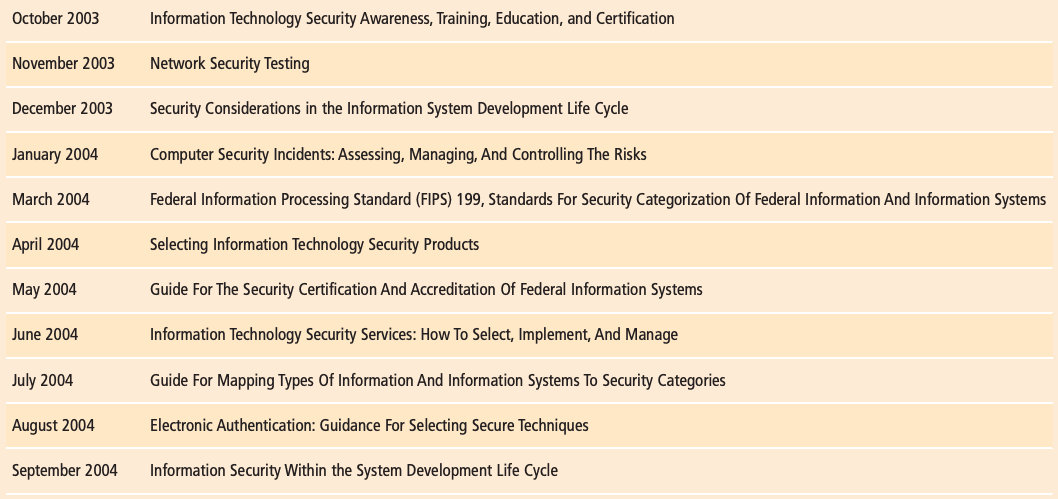 October 2003 Information Technology Security Awareness, Training, Education, and Certification
November 2003 Network Security Testing
December 2003 Security Considerations in the Information System Development Life Cycle
January 2004 Computer Security Incidents: Assessing, Managing, And Controlling The Risks
March 2004 Federal Information Processing Standard (FIPS) 199, Standards For Security Categorization Of Federal Information And Information Systems
April 2004 Selecting Information Technology Security Products
May 2004 Guide For The Security Certification And Accreditation Of Federal Information Systems
June 2004 Information Technology Security Services: How To Select, Implement, And Manage
July 2004 Guide For Mapping Types Of Information And Information Systems To Security Categories
August 2004 Electronic Authentication: Guidance For Selecting Secure Techniques
September 2004 Information Security Within the System Development Life Cycle